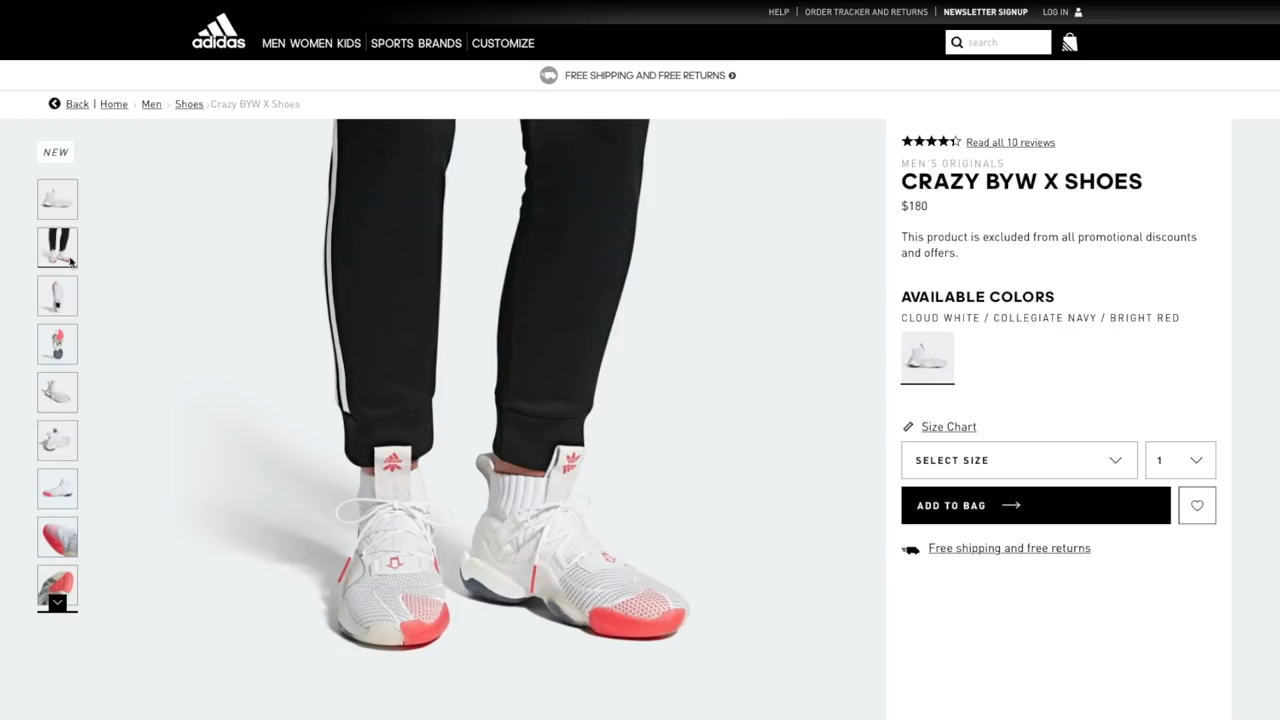 HELP
ORDER TRACKER AND RETURNS
NEWSLETTER SIGNUP
LOG IN
adidas
MEN WOMEN KIDS
SPORTS BRANDS
CUSTOMIZE
search
FREE SHIPPING AND FREE RETURNS
Back | Home › Men › Shoes › Crazy BYW X Shoes
NEW
Read all 10 reviews
MEN'S ORIGINALS
CRAZY BYW X SHOES
$180
This product is excluded from all promotional discounts
and offers.
AVAILABLE COLORS
CLOUD WHITE / COLLEGIATE NAVY / BRIGHT RED
Size Chart
SELECT SIZE
1
ADD TO BAG
Free shipping and free returns